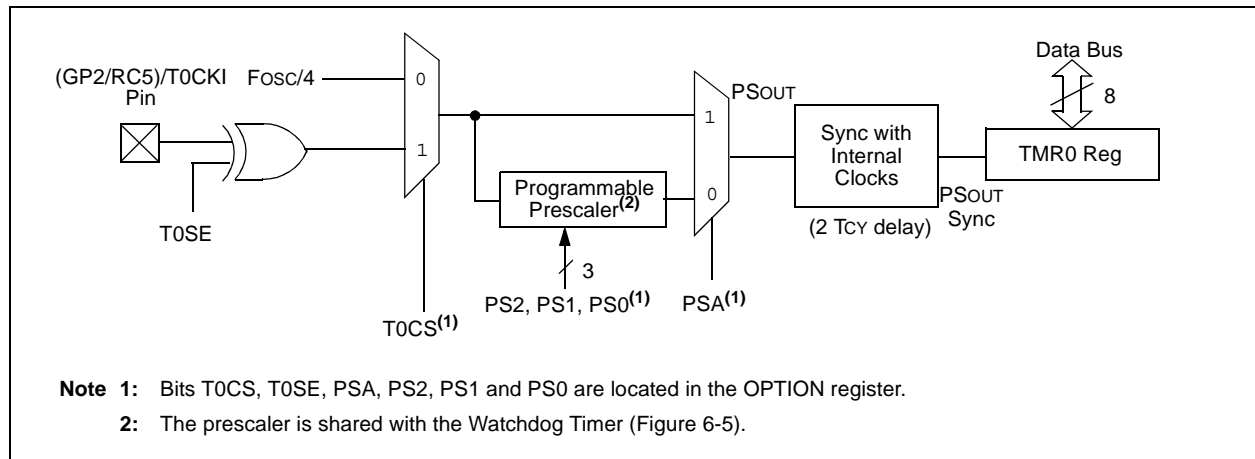 (GP2/RC5)/T0CKI
Pin
FOSC/4
0
1
T0SE
T0CS(1)
Programmable
Prescaler(2)
3
PS2, PS1, PS0(1)
1
0
PSA(1)
PSOUT
Sync with
Internal
Clocks
(2 TCY delay)
PSOUT
Sync
Data Bus
8
TMR0 Reg
Note 1: Bits T0CS, T0SE, PSA, PS2, PS1 and PS0 are located in the OPTION register.
2: The prescaler is shared with the Watchdog Timer (Figure 6-5).